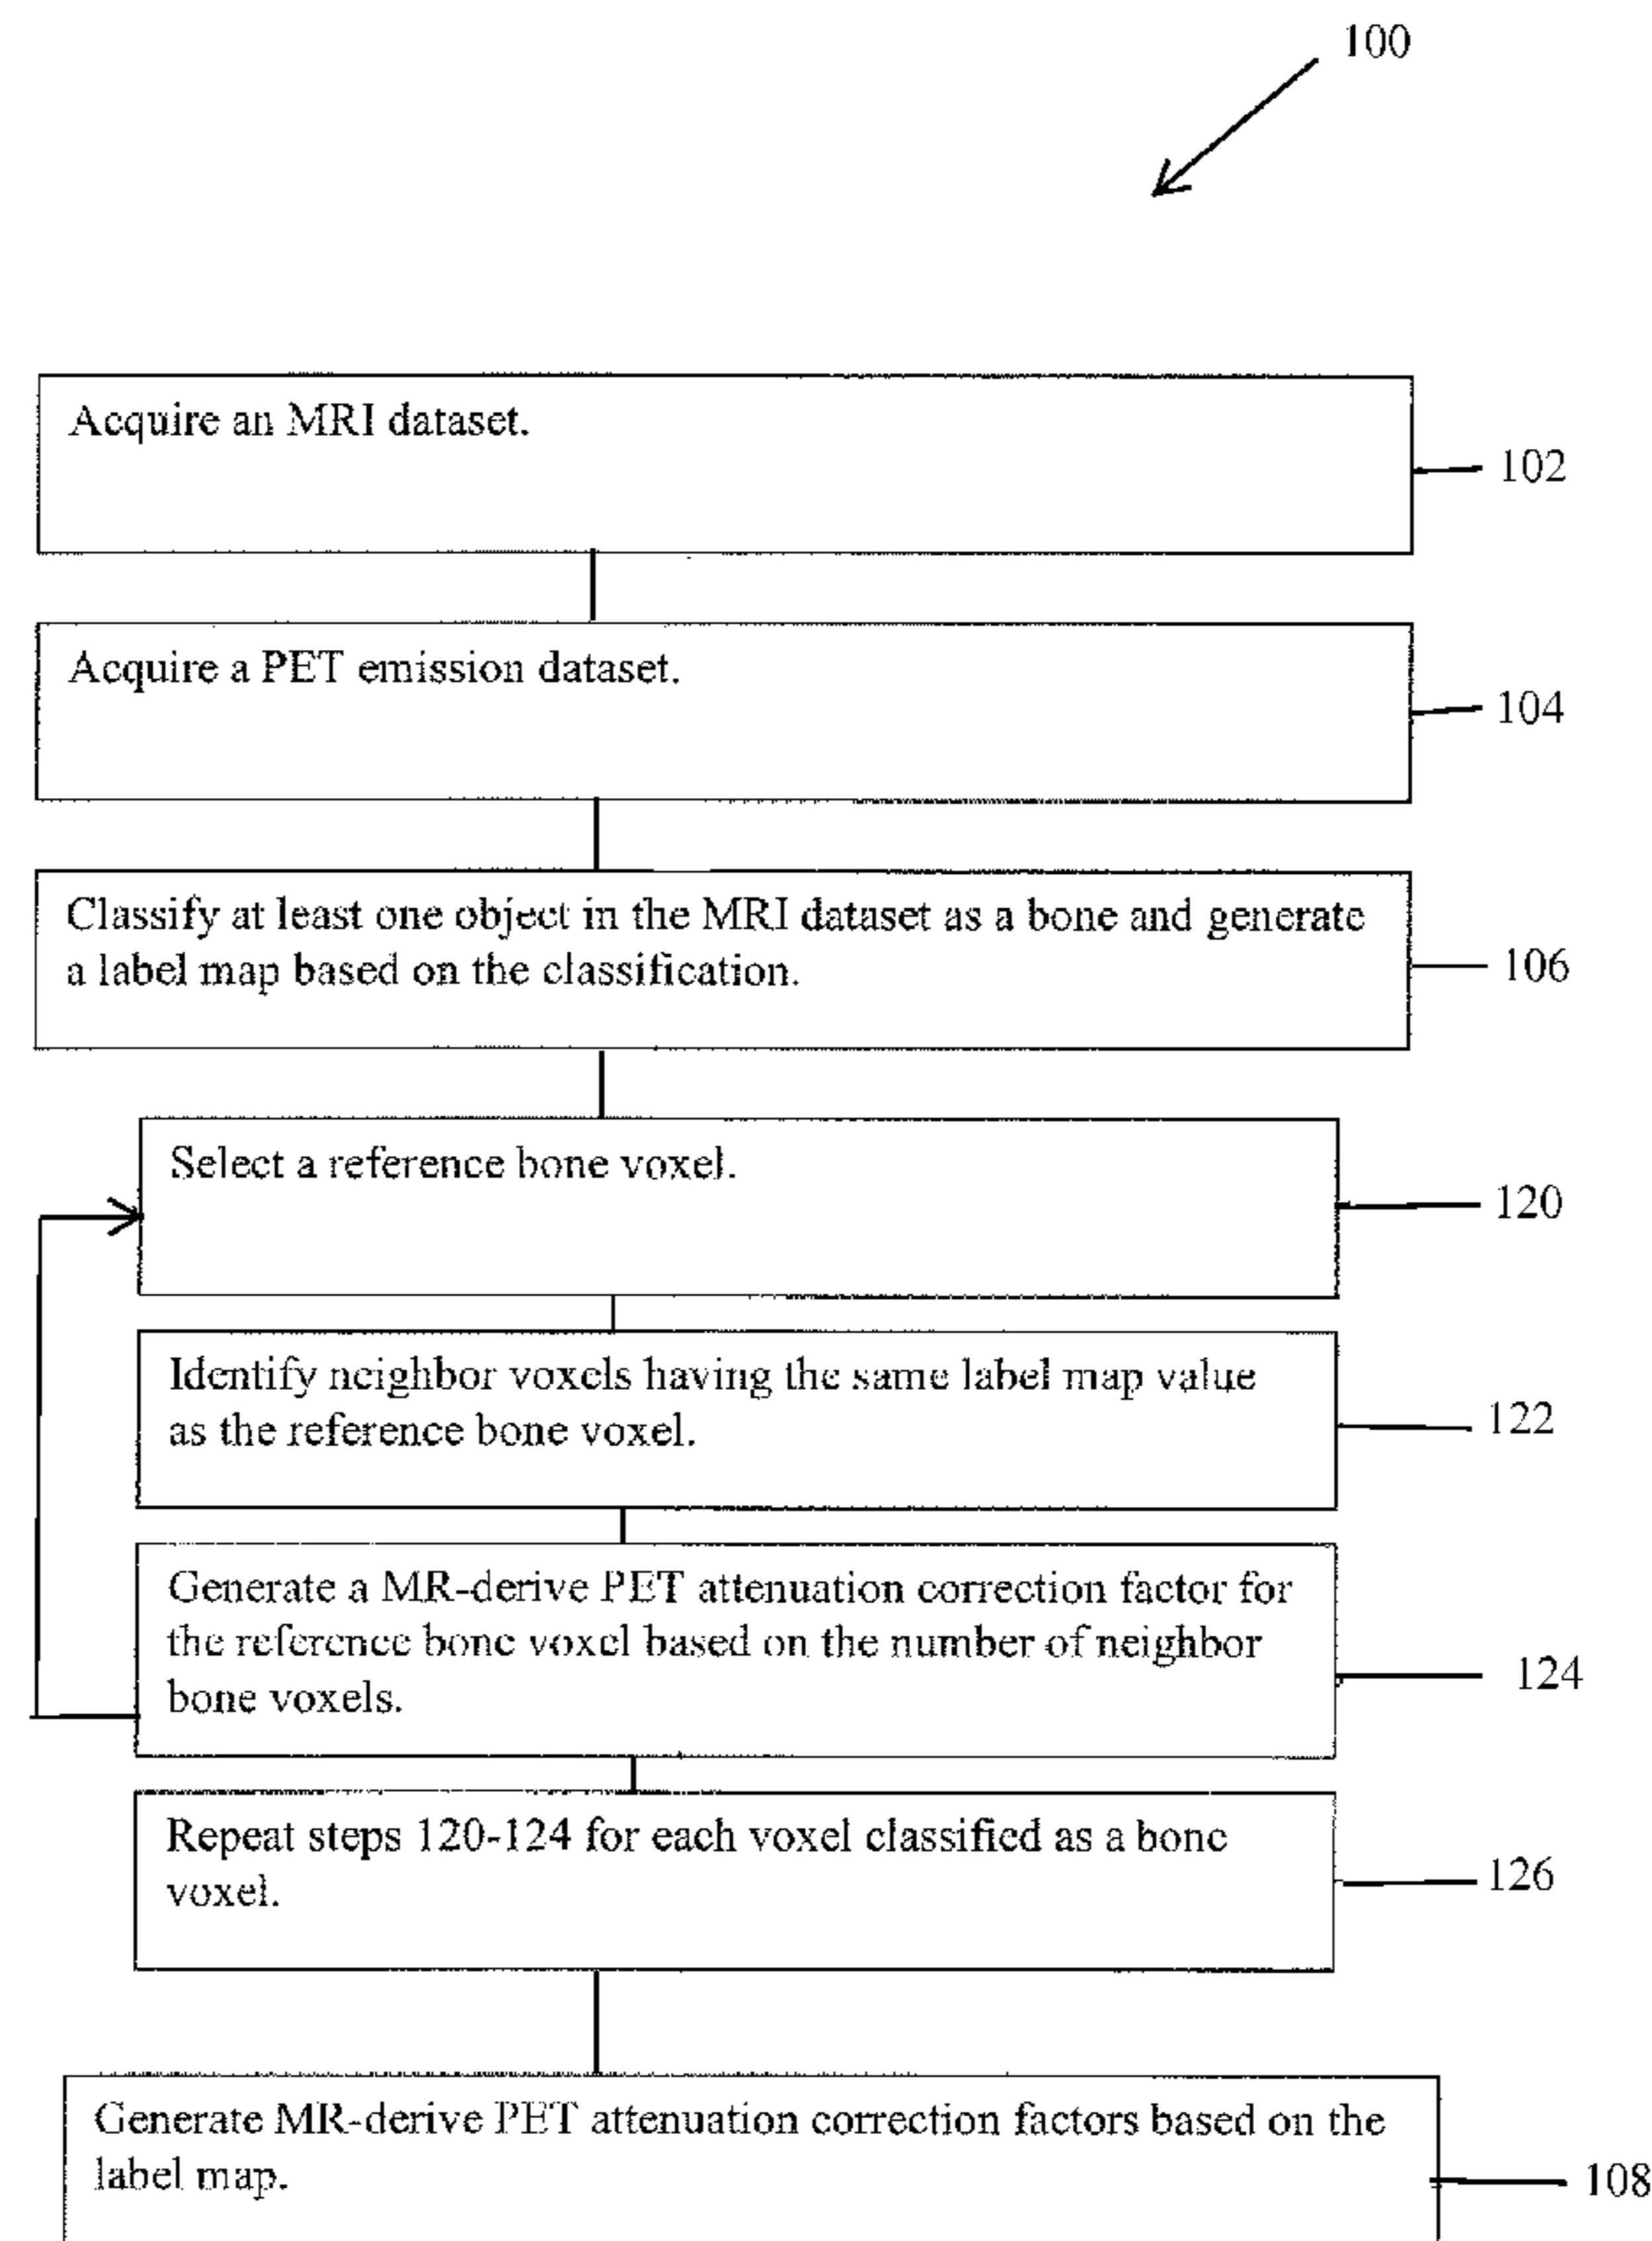 100
Acquire an MRI dataset.
102
Acquire a PET emission dataset.
104
Classify at least one object in the MRI dataset as a bone and generate
a label map based on the classification.
106
Select a reference bone voxel.
120
Identify neighbor voxels having the same label map value
as the reference bone voxel.
122
Generate a MR-derive PET attenuation correction factor for
the reference bone voxel based on the number of neighbor
bone voxels.
124
Repeat steps 120-124 for each voxel classified as a bone
voxel.
126
Generate MR-derive PET attenuation correction factors based on the
label map.
108